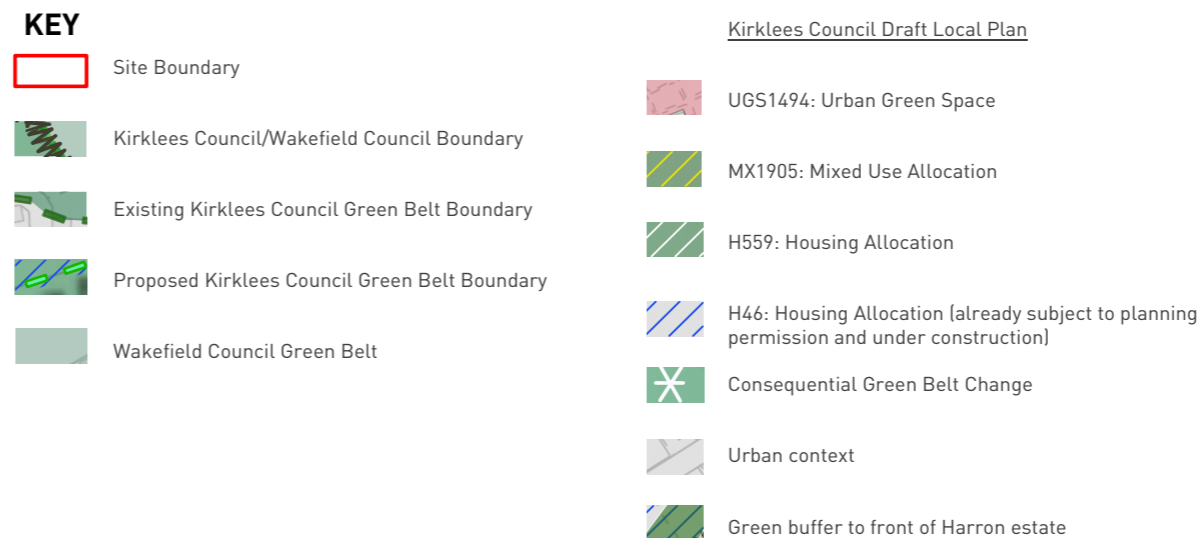 KEY
Site Boundary
Kirklees Council/Wakefield Council Boundary
Existing Kirklees Council Green Belt Boundary
Proposed Kirklees Council Green Belt Boundary
Wakefield Council Green Belt
Kirklees Council Draft Local Plan
UGS1494: Urban Green Space
MX1905: Mixed Use Allocation
H559: Housing Allocation
H46: Housing Allocation (already subject to planning
permission and under construction)
Consequential Green Belt Change
Urban context
Green buffer to front of Harron estate